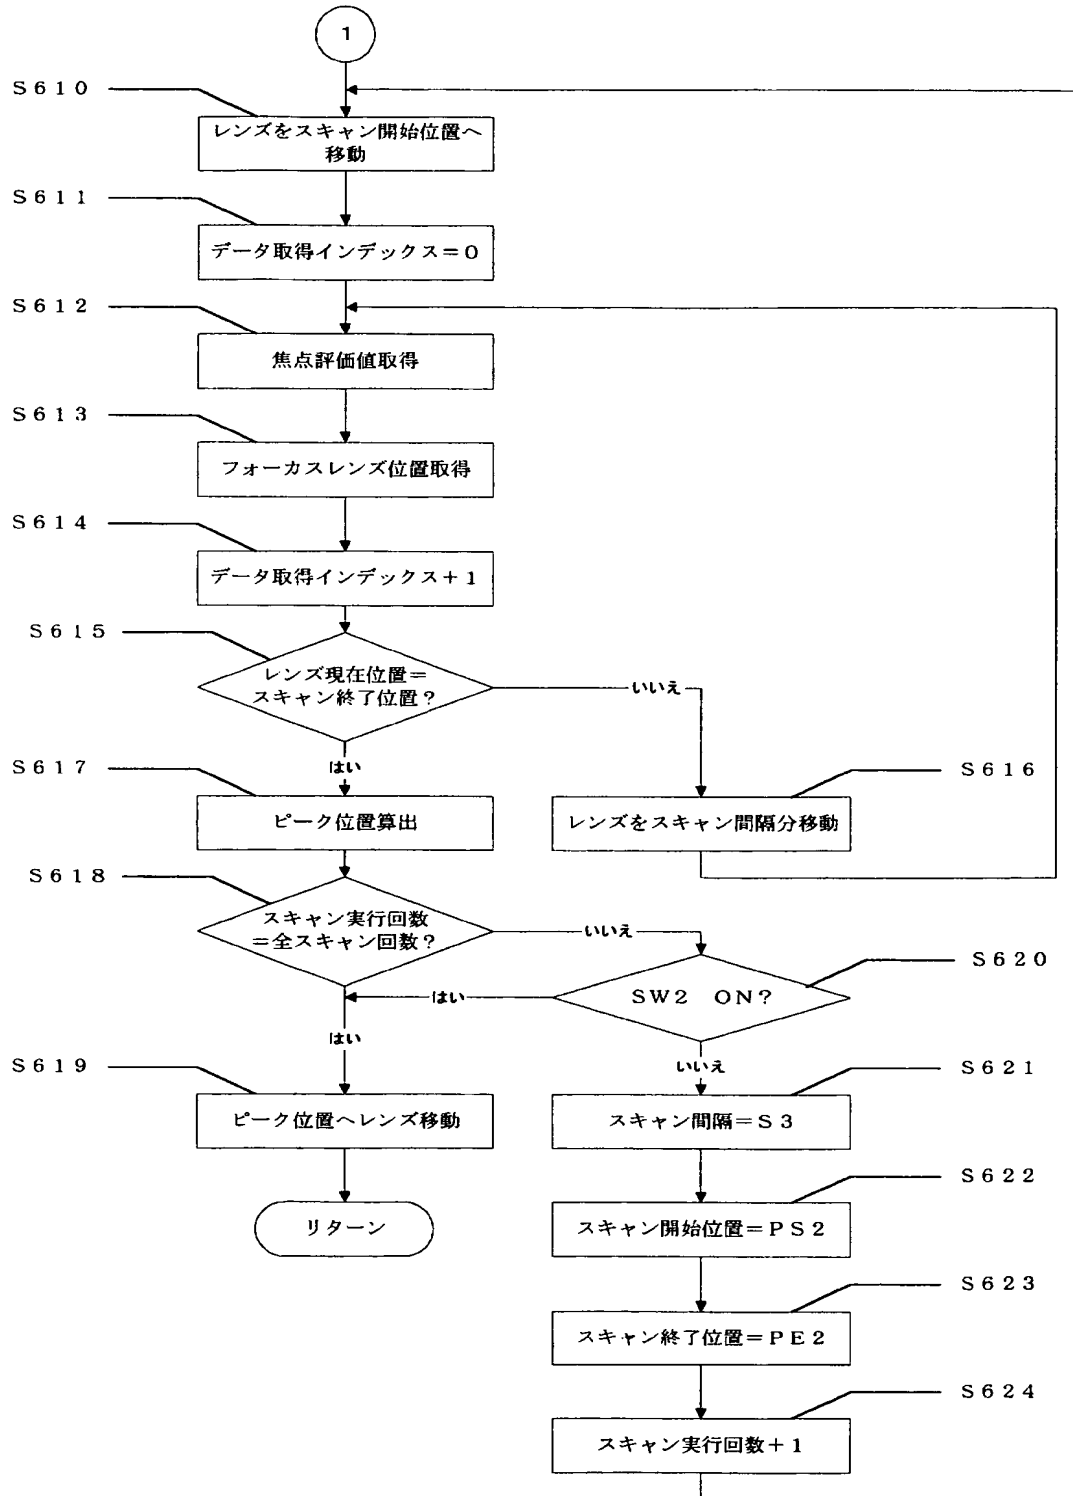 1
S610
レンズをスキャン開始位置へ
移動
S611
データ取得インデックス=0
S612
焦点評価値取得
S613
フォーカスレンズ位置取得
S614
データ取得インデックス+1
S615
レンズ現在位置=
スキャン終了位置?
いいえ
はい
S616
レンズをスキャン間隔分移動
S617
ピーク位置算出
S618
スキャン実行回数
=全スキャン回数?
いいえ
S620
SW2 ON?
はい
はい
いいえ
S619
ピーク位置へレンズ移動
リターン
S621
スキャン間隔=S3
S622
スキャン開始位置=PS2
S623
スキャン終了位置=PE2
S624
スキャン実行回数+1